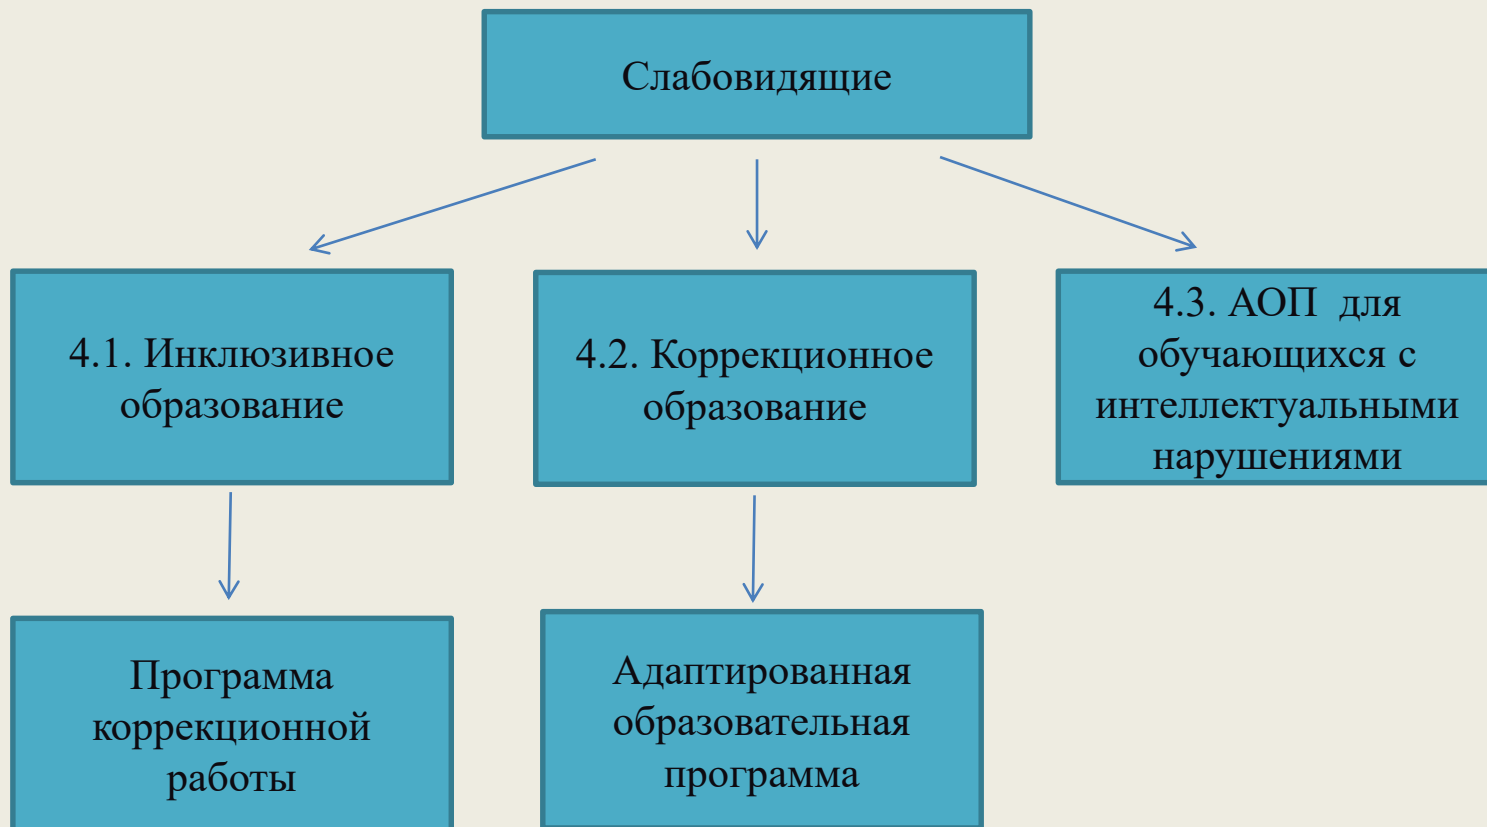 Слабовидящие
4.1. Инклюзивное
образование
4.2. Коррекционное
образование
4.3. АОП для
обучающихся с
интеллектуальными
нарушениями
Программа
коррекционной
работы
Адаптированная
образовательная
программа